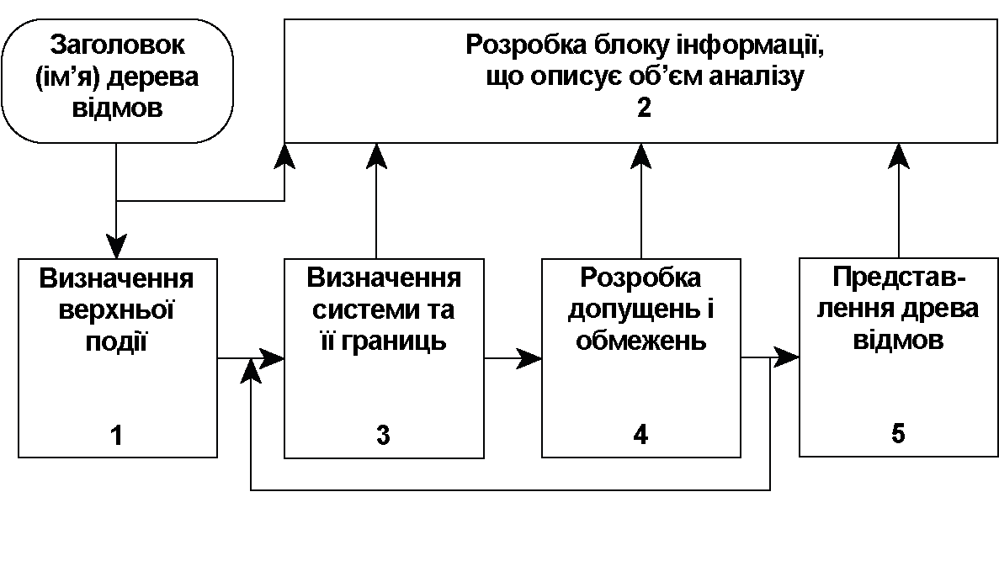 Заголовок
(ім’я) дерева
відмов
Розробка блоку інформації,
що описує об’єм аналізу
2
Визначення
верхньої
події
1
Визначення
системи та
її границь
3
Розробка
допущень і
обмежень
4
Представ-
лення древа
відмов
5